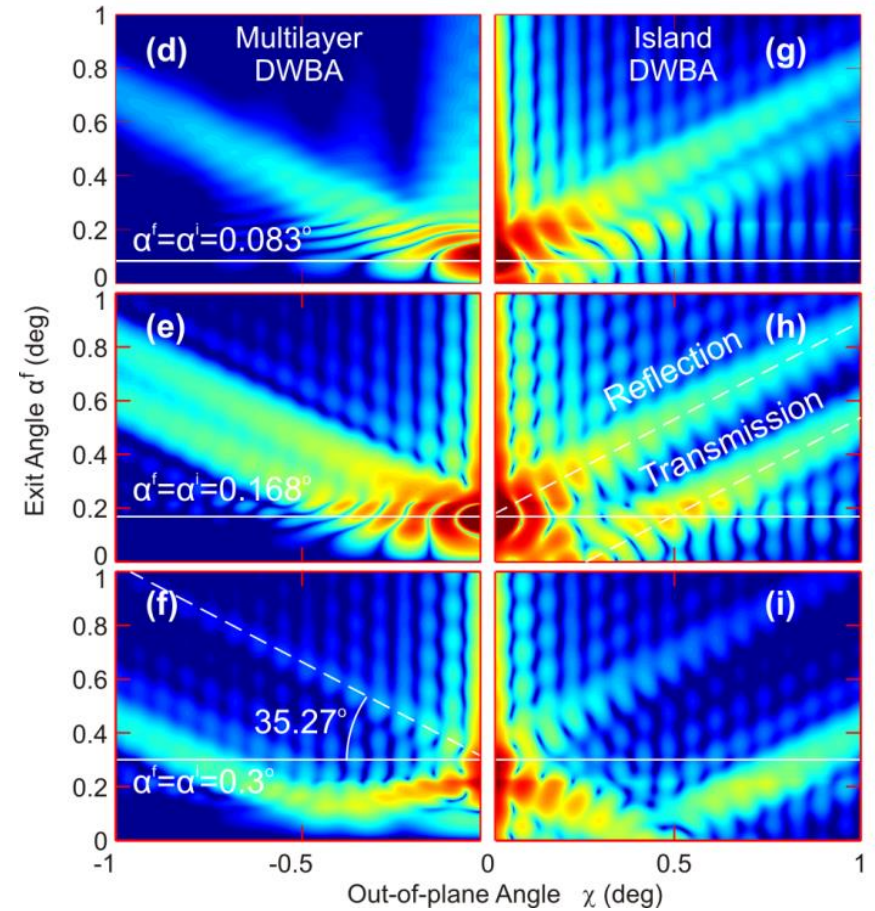 (d)
Multilayer
DWBA
Island
DWBA
(g)
1
0.8
0.6
0.4
0.2
0
αᶠ=αⁱ=0.083°
(e)
(h)
Reflection
Transmission
1
0.8
0.6
0.4
0.2
0
αᶠ=αⁱ=0.168°
Exit Angle αᶠ (deg)
(f)
(i)
1
0.8
0.6
0.4
0.2
0
35.27°
αᶠ=αⁱ=0.3°
-1
-0.5
0
0.5
1
Out-of-plane Angle χ (deg)